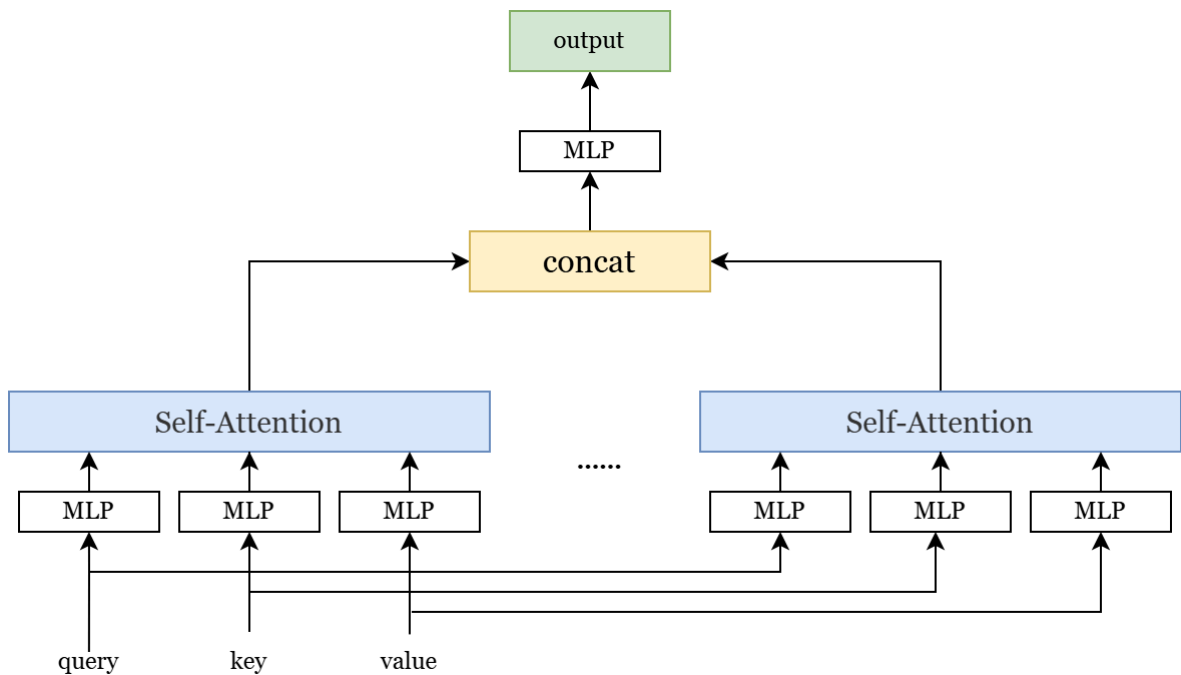 output
MLP
concat
Self-Attention
Self-Attention
......
MLP
MLP
MLP
MLP
MLP
MLP
query
key
value